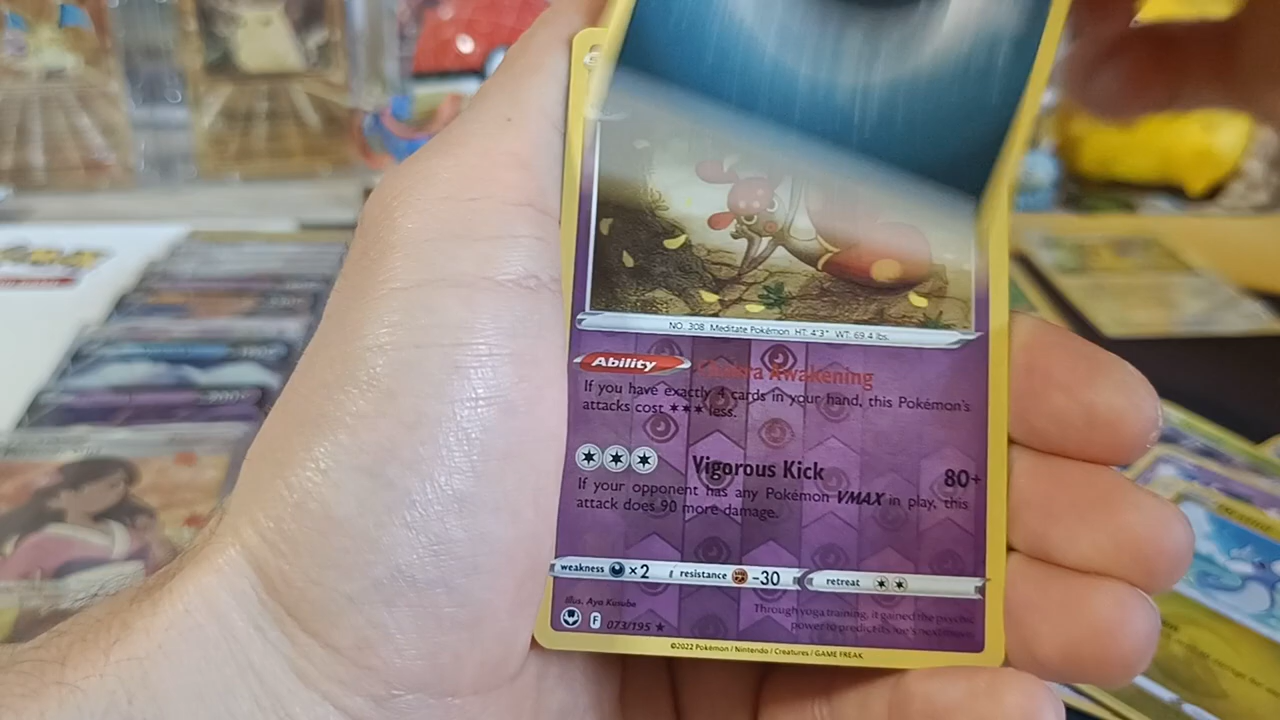 NO. 308 Meditate Pokémon HT: 4'3" WT: 69.4 lbs.
Ability Chakra Awakening
If you have exactly 4 cards in your hand, this Pokémon's
attacks cost ✶✶✶ less.
Vigorous Kick 80+
If your opponent has any Pokémon VMAX in play, this
attack does 90 more damage.
weakness ×2 resistance -30 retreat
Illus. Aya Kusube
F 073/195 ★
Through yoga training, it gained the psychic
power to predict its foe's next move.
©2022 Pokémon / Nintendo / Creatures / GAME FREAK